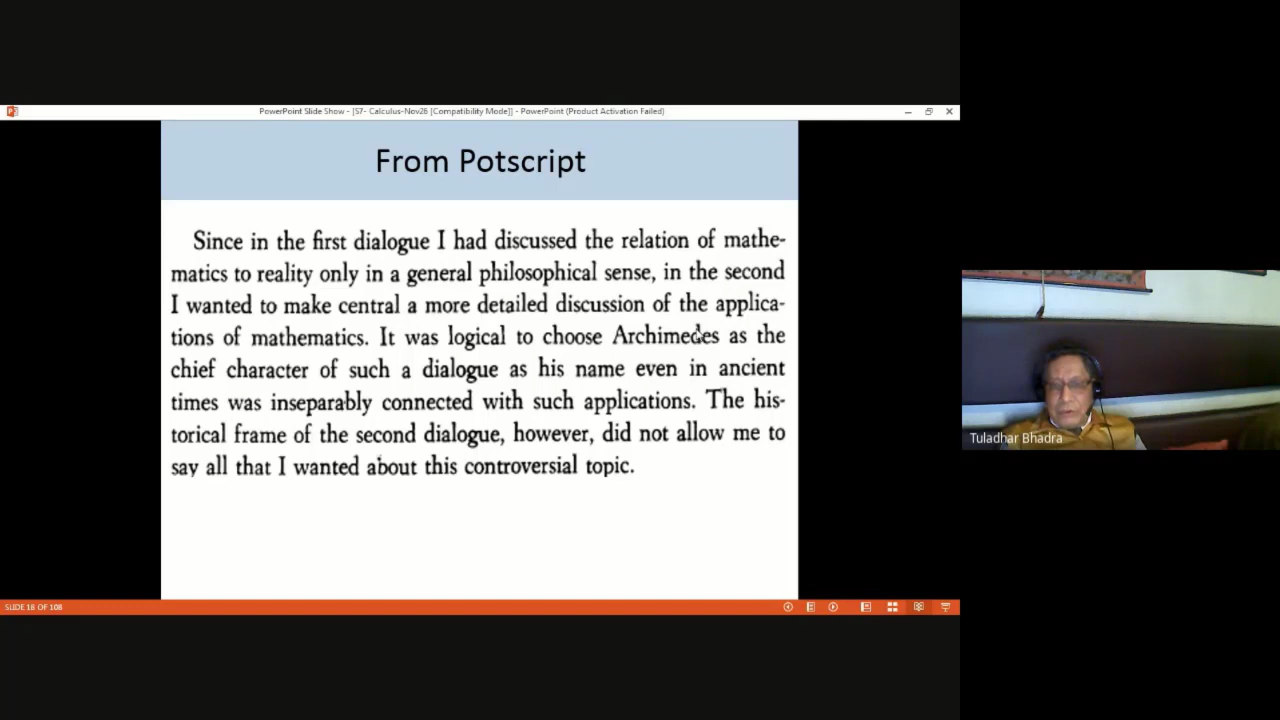 PowerPoint Slide Show - [S7- Calculus-Nov26 [Compatibility Mode]] - PowerPoint (Product Activation Failed)
From Potscript
Since in the first dialogue I had discussed the relation of mathe-
matics to reality only in a general philosophical sense, in the second
I wanted to make central a more detailed discussion of the applica-
tions of mathematics. It was logical to choose Archimedes as the
chief character of such a dialogue as his name even in ancient
times was inseparably connected with such applications. The his-
torical frame of the second dialogue, however, did not allow me to
say all that I wanted about this controversial topic.
Tuladhar Bhadra
SLIDE 18 OF 108